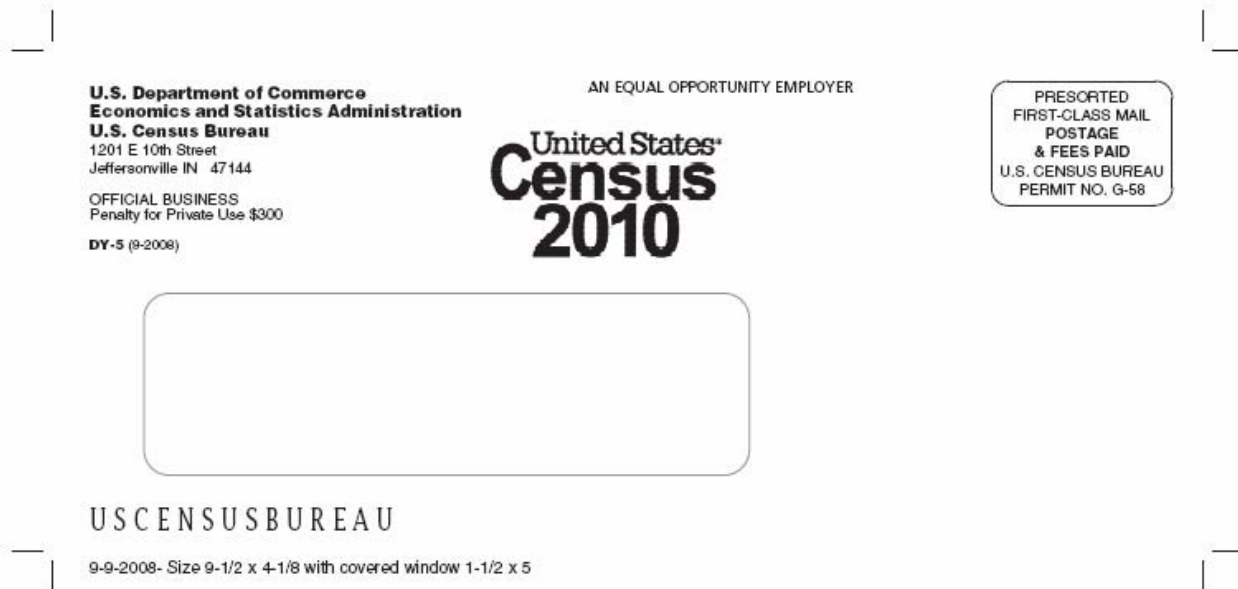 U.S. Department of Commerce
Economics and Statistics Administration
U.S. Census Bureau
1201 E 10th Street
Jeffersonville IN 47144
OFFICIAL BUSINESS
Penalty for Private Use $300
DY-5 (9-2008)
AN EQUAL OPPORTUNITY EMPLOYER
United States
Census
2010
PRESORTED
FIRST-CLASS MAIL
POSTAGE
& FEES PAID
U.S. CENSUS BUREAU
PERMIT NO. G-58
USCENSUSBUREAU
9-9-2008- Size 9-1/2 x 4-1/8 with covered window 1-1/2 x 5